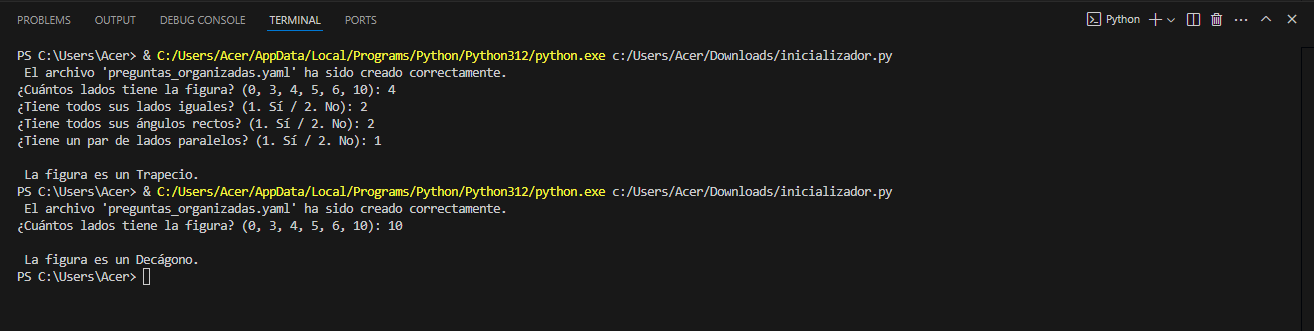 PROBLEMS OUTPUT DEBUG CONSOLE TERMINAL PORTS Python
PS C:\Users\Acer> & C:/Users/Acer/AppData/Local/Programs/Python/Python312/python.exe c:/Users/Acer/Downloads/inicializador.py
El archivo 'preguntas_organizadas.yaml' ha sido creado correctamente.
¿Cuántos lados tiene la figura? (0, 3, 4, 5, 6, 10): 4
¿Tiene todos sus lados iguales? (1. Sí / 2. No): 2
¿Tiene todos sus ángulos rectos? (1. Sí / 2. No): 2
¿Tiene un par de lados paralelos? (1. Sí / 2. No): 1
La figura es un Trapecio.
PS C:\Users\Acer> & C:/Users/Acer/AppData/Local/Programs/Python/Python312/python.exe c:/Users/Acer/Downloads/inicializador.py
El archivo 'preguntas_organizadas.yaml' ha sido creado correctamente.
¿Cuántos lados tiene la figura? (0, 3, 4, 5, 6, 10): 10
La figura es un Decágono.
PS C:\Users\Acer>